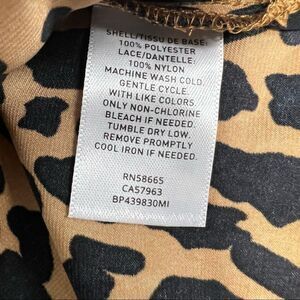 SHELL/TISSU DE BASE:
100% POLYESTER
LACE/DANTELLE:
100% NYLON
MACHINE WASH COLD
GENTLE CYCLE.
WITH LIKE COLORS
ONLY NON-CHLORINE
BLEACH IF NEEDED.
TUMBLE DRY LOW.
REMOVE PROMPTLY
COOL IRON IF NEEDED.
RN58665
CA57963
BP439830MI